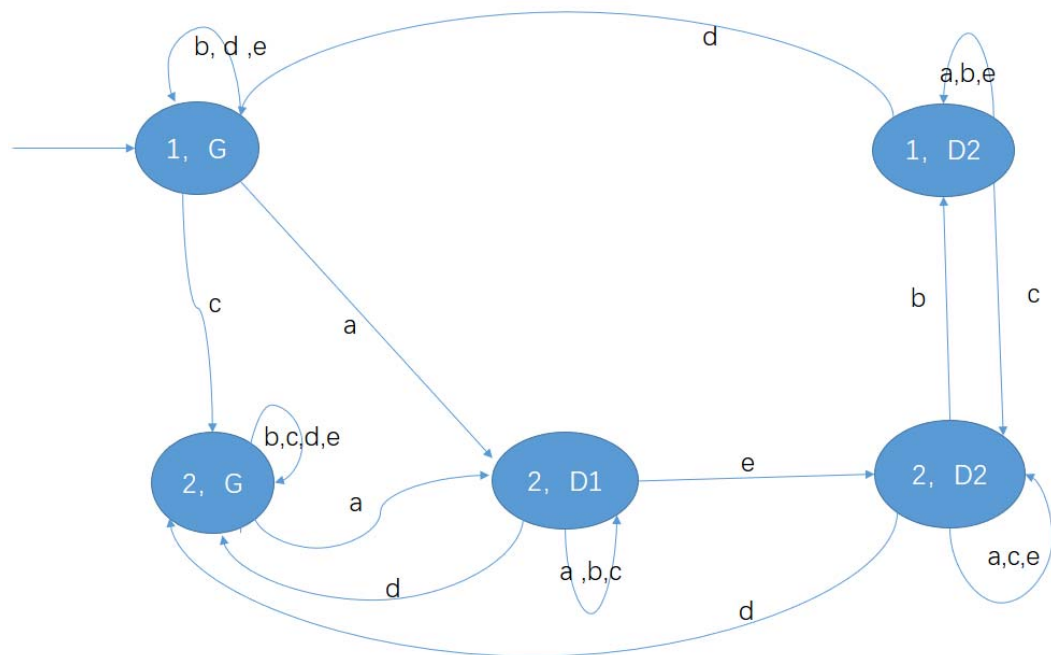 d
b, d ,e
a,b,e
1, G
1, D2
c
a
b
c
b,c,d,e
2, G
a
2, D1
e
2, D2
d
a ,b,c
d
a,c,e